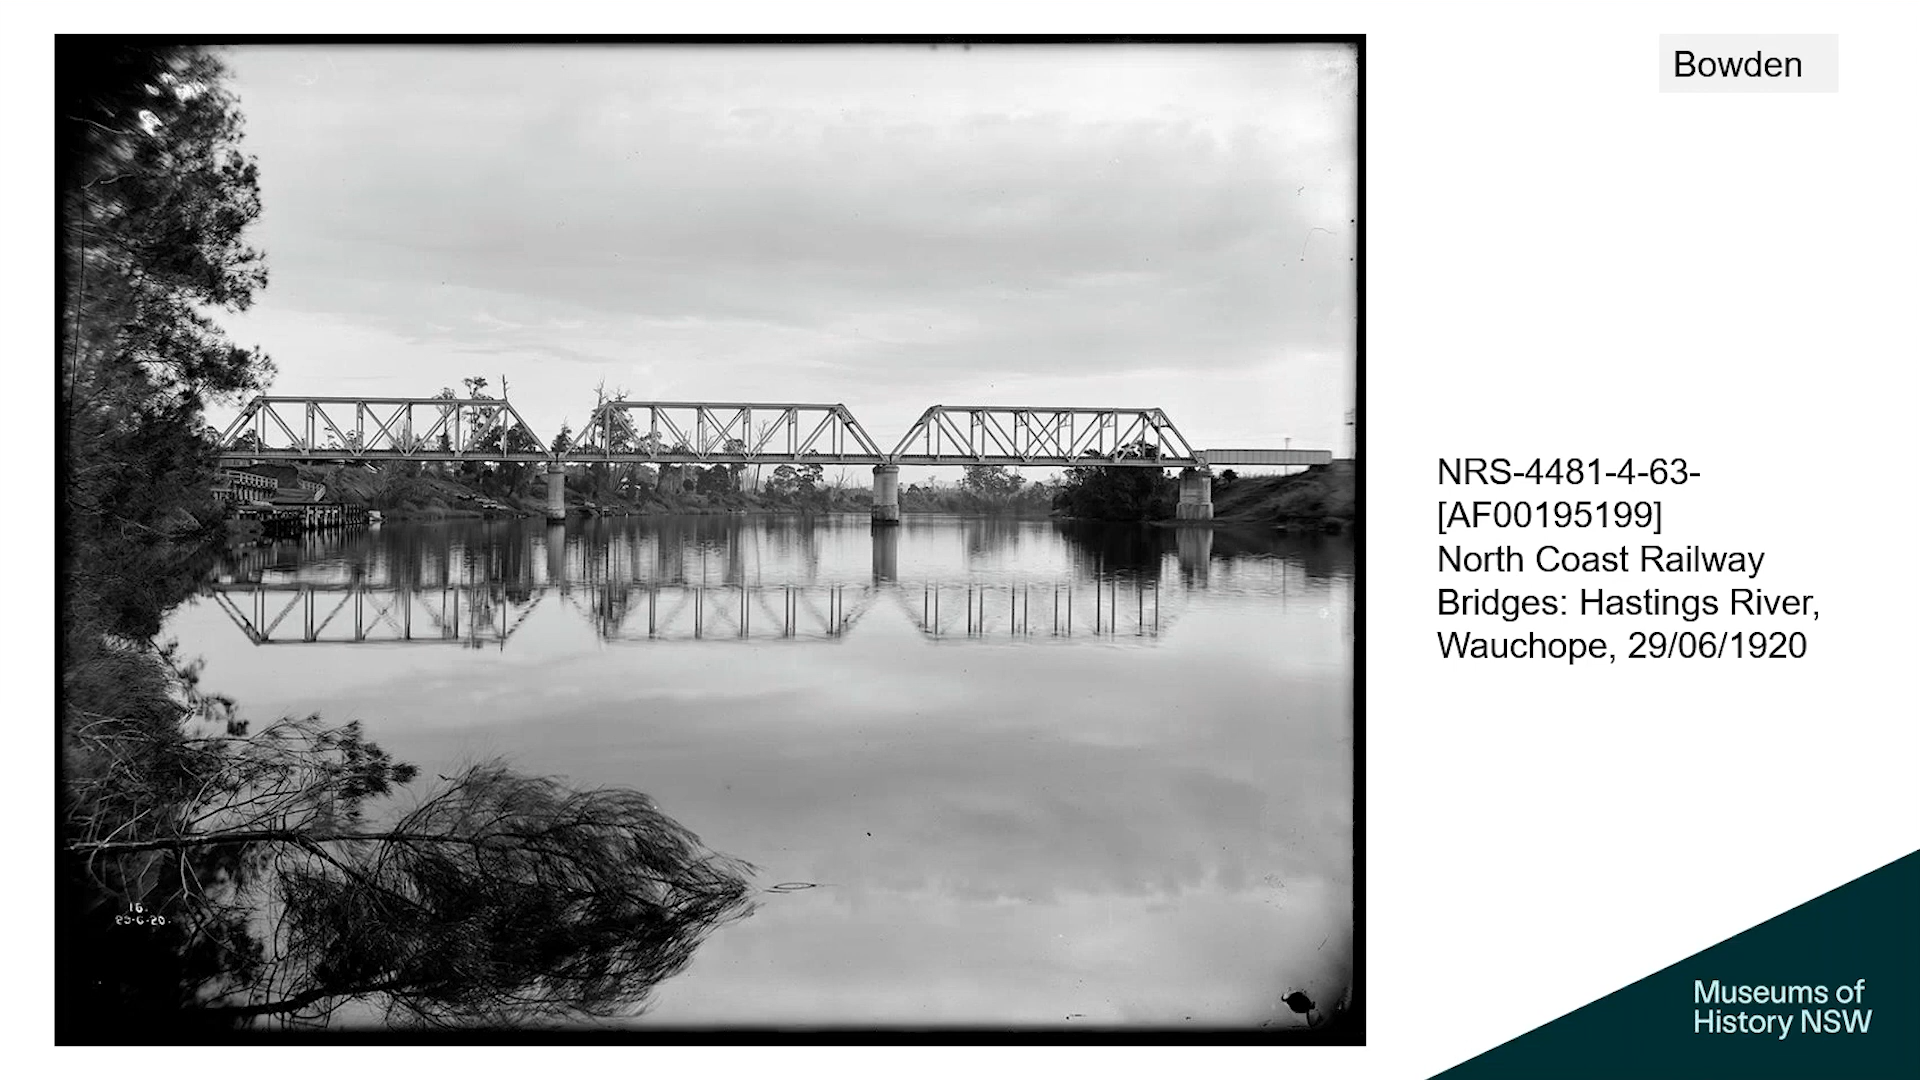 Bowden
NRS-4481-4-63-
[AF00195199]
North Coast Railway
Bridges: Hastings River,
Wauchope, 29/06/1920
16.
Museums of
History NSW